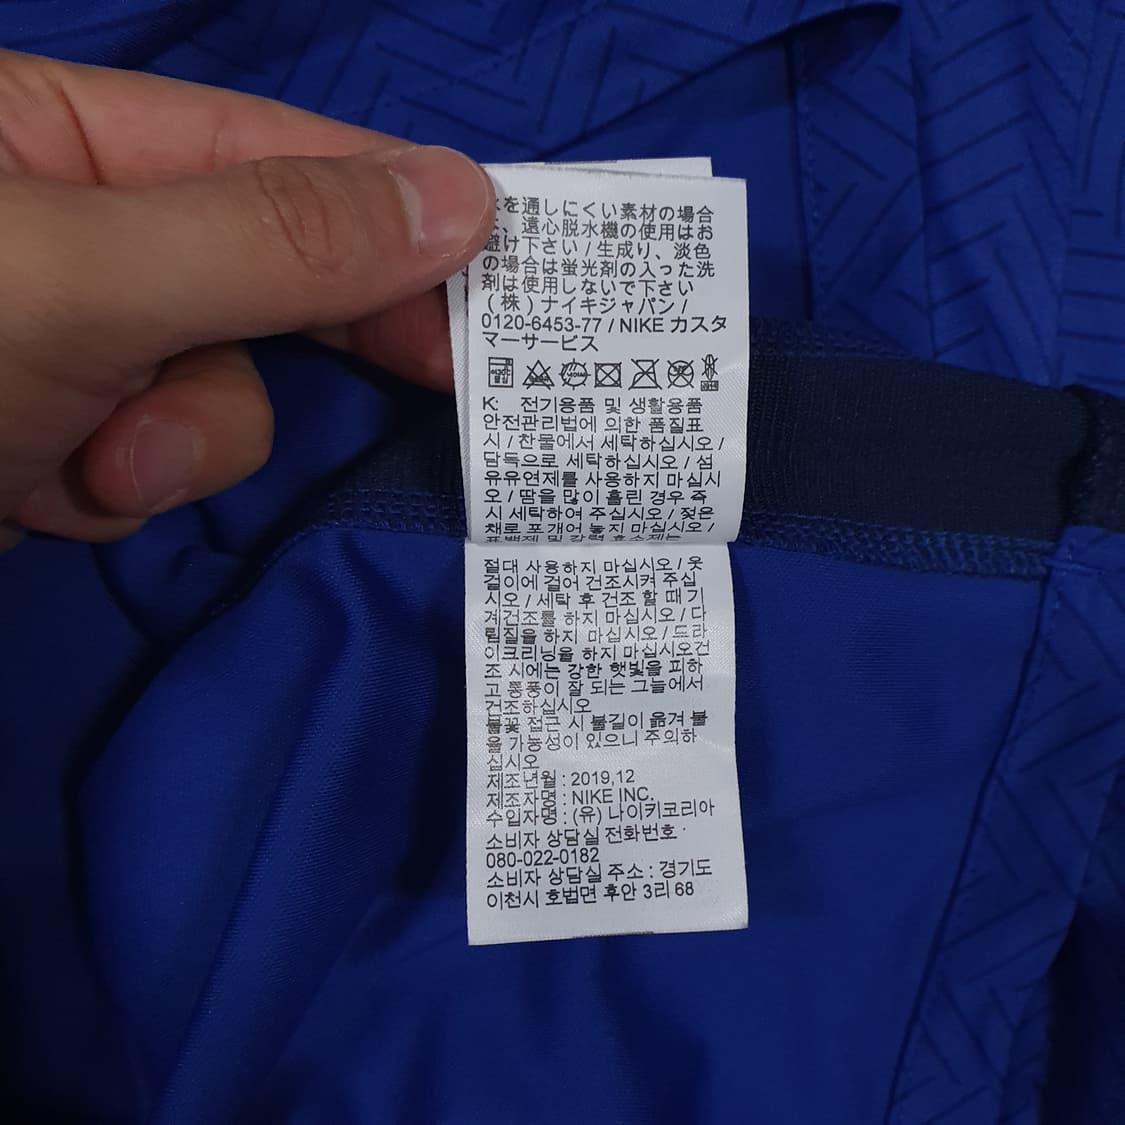 を通しにくい素材の場合
、遠心脱水機の使用はお
避け下さい / 生成り、淡色
の場合は蛍光剤の入った洗
剤は使用しないで下さい
(株) ナイキジャパン /
0120-6453-77 / NIKE カスタ
マーサービス
K: 전기용품 및 생활용품
안전관리법에 의한 품질표
시 / 찬물에서 세탁하십시오 /
담독으로 세탁하십시오 / 섬
유유연제를 사용하지 마십시
오 / 땀을 많이 흘린 경우 즉
시 세탁하여 주십시오 / 젖은
채로 포개어 놓지 마십시오 /
표백제 및
절대 사용하지 마십시오 / 옷
걸이에 걸어 건조시켜 주십
시오 / 세탁 후 건조 할 때 기
계건조를 하지 마십시오 / 다
림질을 하지 마십시오 / 드라
이크리닝을 하지 마십시오건
조 시에는 강한 햇빛을 피하
고 통풍이 잘 되는 그늘에서
건조하십시오
불꽃 접근 시 불길이 옮겨 붙
을 가능성이 있으니 주의하
십시오
제조년월 : 2019.12
제조자명 : NIKE INC.
수입자명 : (유) 나이키코리아
소비자 상담실 전화번호 :
080-022-0182
소비자 상담실 주소 : 경기도
이천시 호법면 후안 3리 68